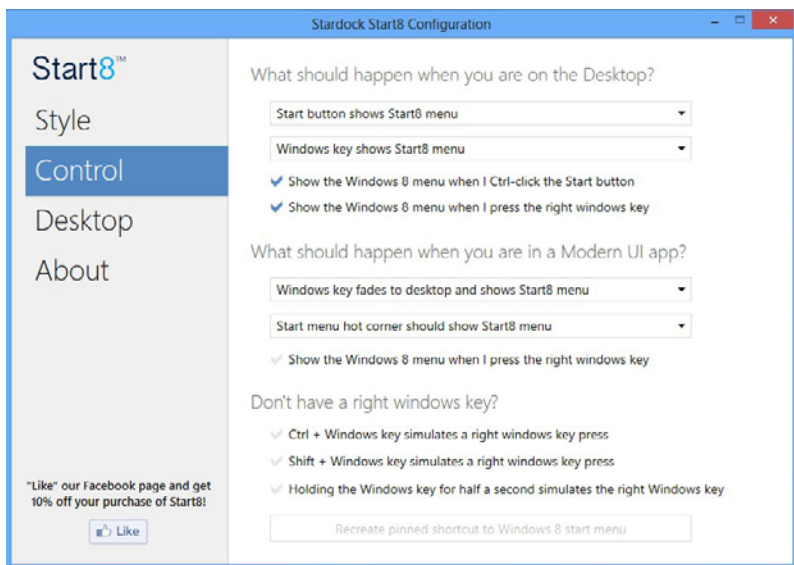 Stardock Start8 Configuration
Start8™
Style
Control
Desktop
About
"Like" our Facebook page and get
10% off your purchase of Start8!
Like
What should happen when you are on the Desktop?
Start button shows Start8 menu
Windows key shows Start8 menu
Show the Windows 8 menu when I Ctrl-click the Start button
Show the Windows 8 menu when I press the right windows key
What should happen when you are in a Modern UI app?
Windows key fades to desktop and shows Start8 menu
Start menu hot corner should show Start8 menu
Show the Windows 8 menu when I press the right windows key
Don't have a right windows key?
Ctrl + Windows key simulates a right windows key press
Shift + Windows key simulates a right windows key press
Holding the Windows key for half a second simulates the right Windows key
Recreate pinned shortcut to Windows 8 start menu